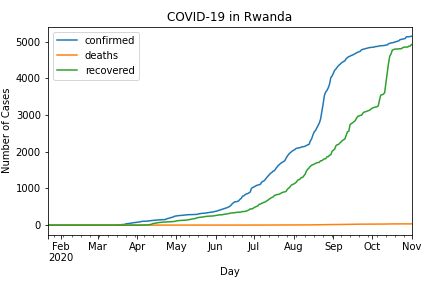 COVID-19 in Rwanda
confirmed
deaths
recovered
Number of Cases
5000
4000
3000
2000
1000
0
Feb Mar Apr May Jun Jul Aug Sep Oct Nov
2020
Day